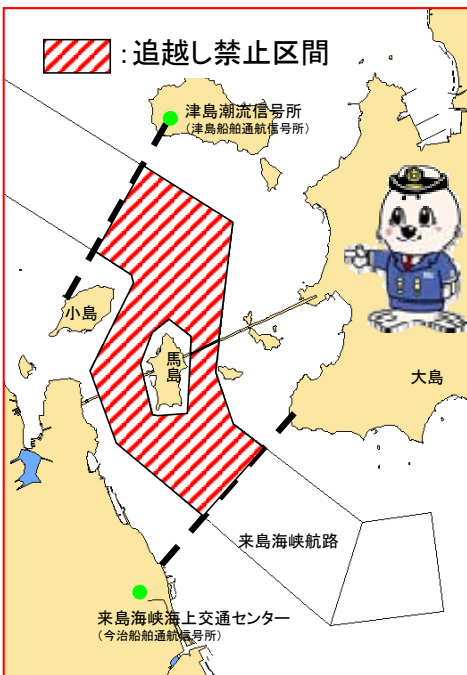 ：追越し禁止区間
津島潮流信号所
（津島船舶通航信号所）
小島
馬島
大島
来島海峡航路
来島海峡海上交通センター
（今治船舶通航信号所）